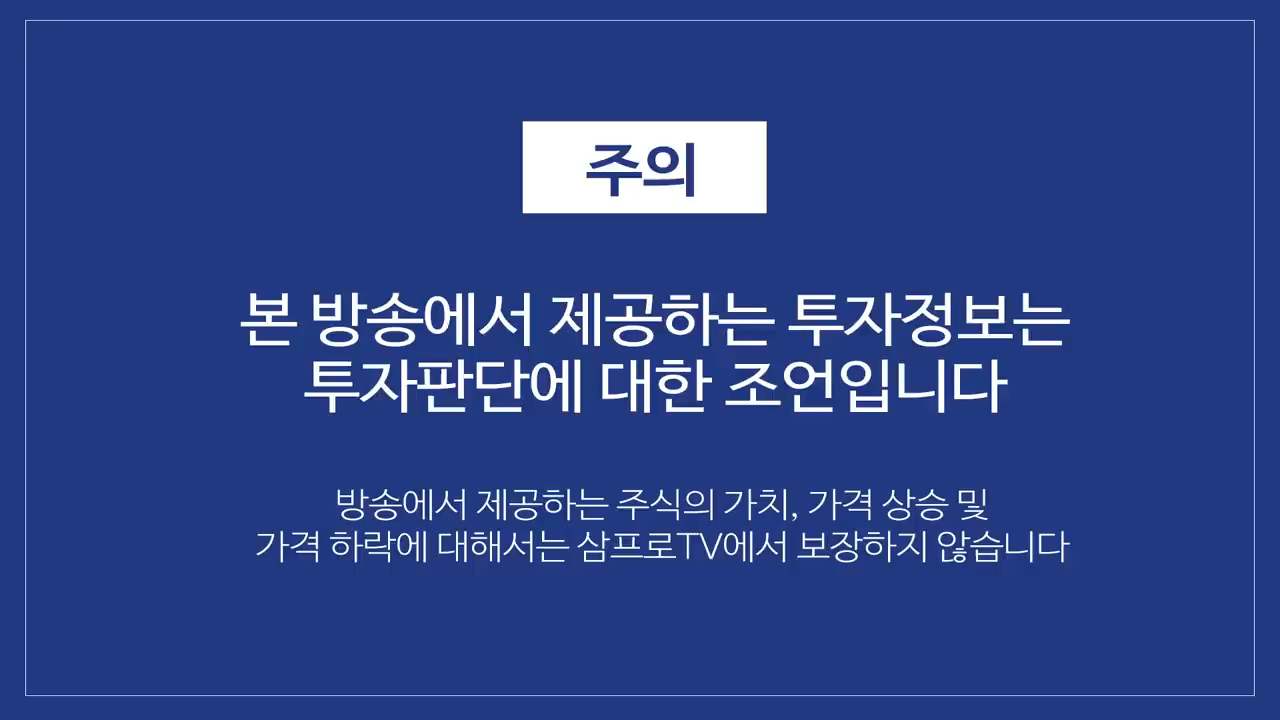 주의
본 방송에서 제공하는 투자정보는
투자판단에 대한 조언입니다
방송에서 제공하는 주식의 가치, 가격 상승 및
가격 하락에 대해서는 삼프로TV에서 보장하지 않습니다